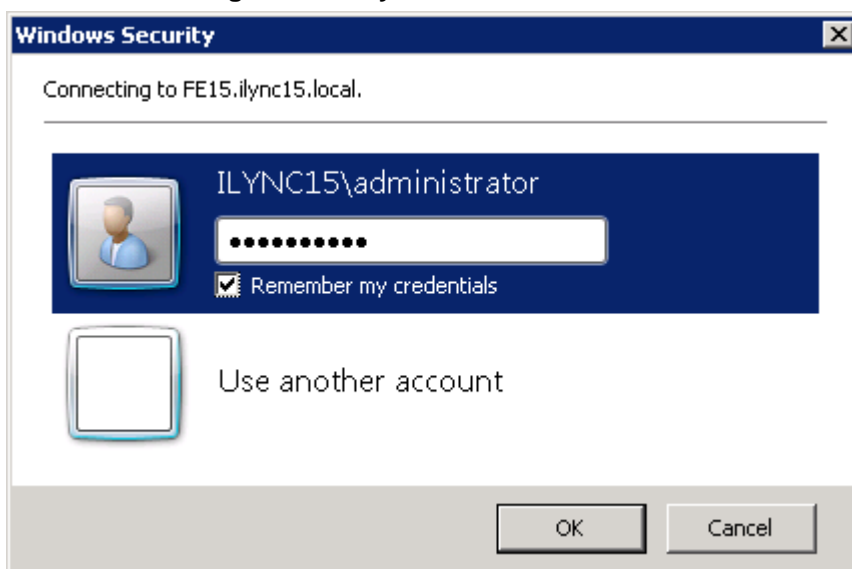 Windows Security
Connecting to FE15.ilync15.local.
ILYNC15\administrator
••••••••••
Remember my credentials
Use another account
OK
Cancel